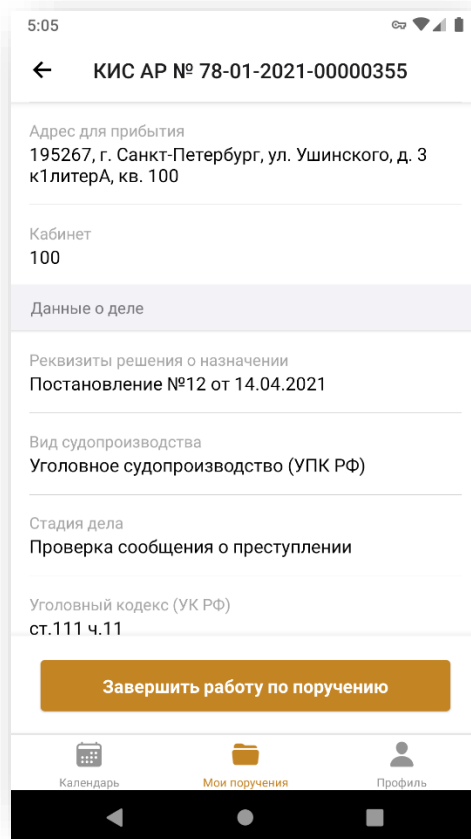 5:05
КИС АР № 78-01-2021-00000355
Адрес для прибытия
195267, г. Санкт-Петербург, ул. Ушинского, д. 3
к1литерА, кв. 100
Кабинет
100
Данные о деле
Реквизиты решения о назначении
Постановление №12 от 14.04.2021
Вид судопроизводства
Уголовное судопроизводство (УПК РФ)
Стадия дела
Проверка сообщения о преступлении
Уголовный кодекс (УК РФ)
ст.111 ч.11
Завершить работу по поручению
Календарь
Мои поручения
Профиль